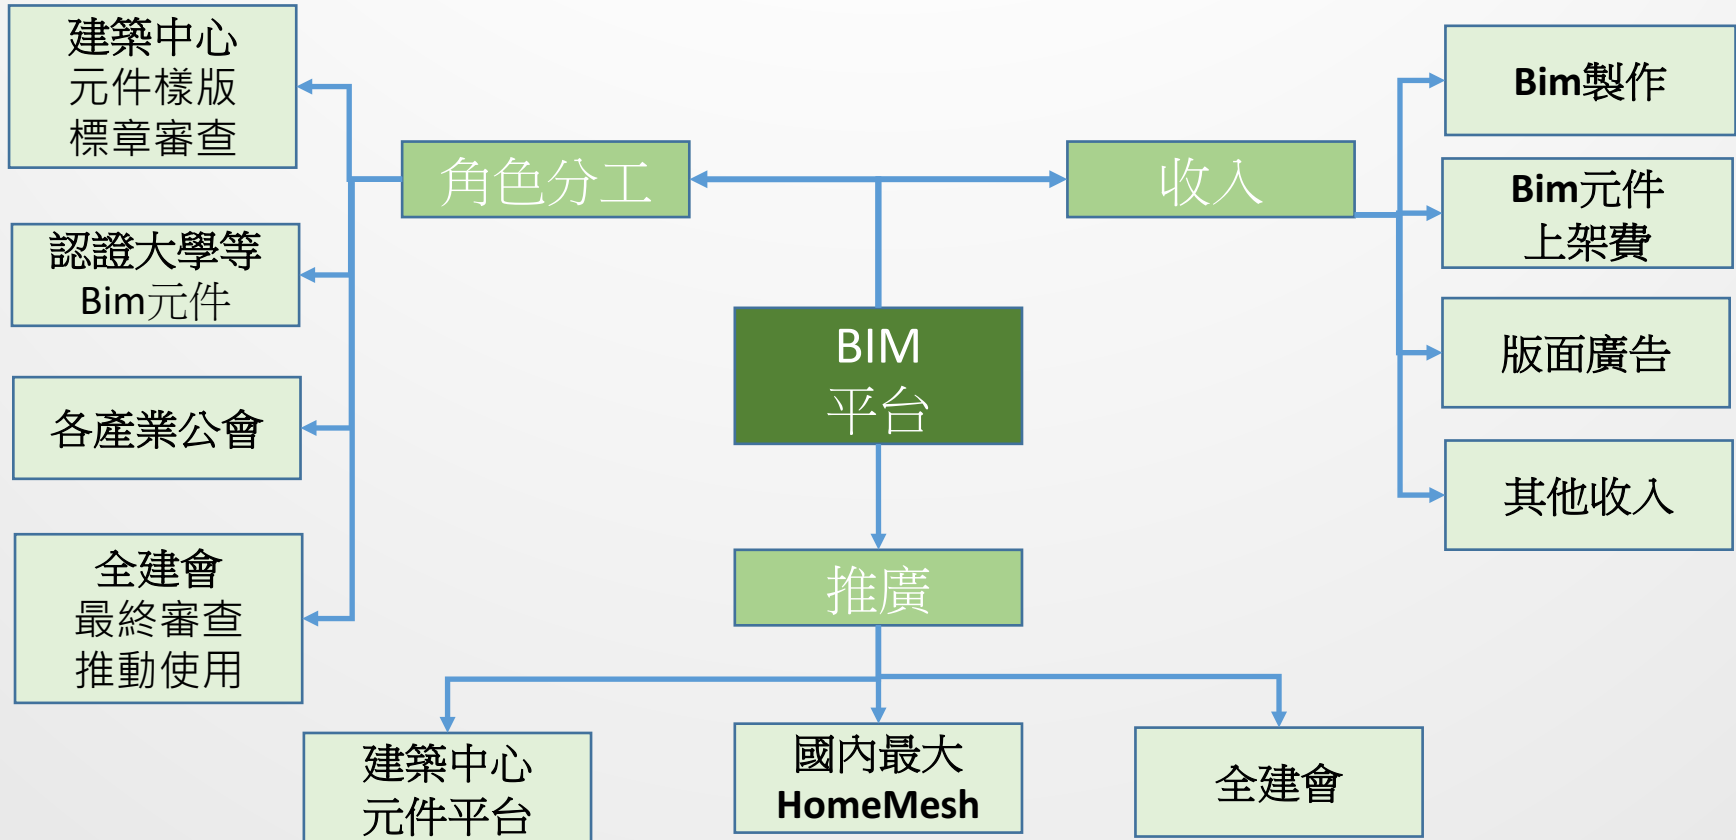 建築中心
元件樣版
標章審查
認證大學等
Bim元件
各產業公會
全建會
最終審查
推動使用
角色分工
收入
BIM
平台
推廣
Bim製作
Bim元件
上架費
版面廣告
其他收入
建築中心
元件平台
國內最大
HomeMesh
全建會